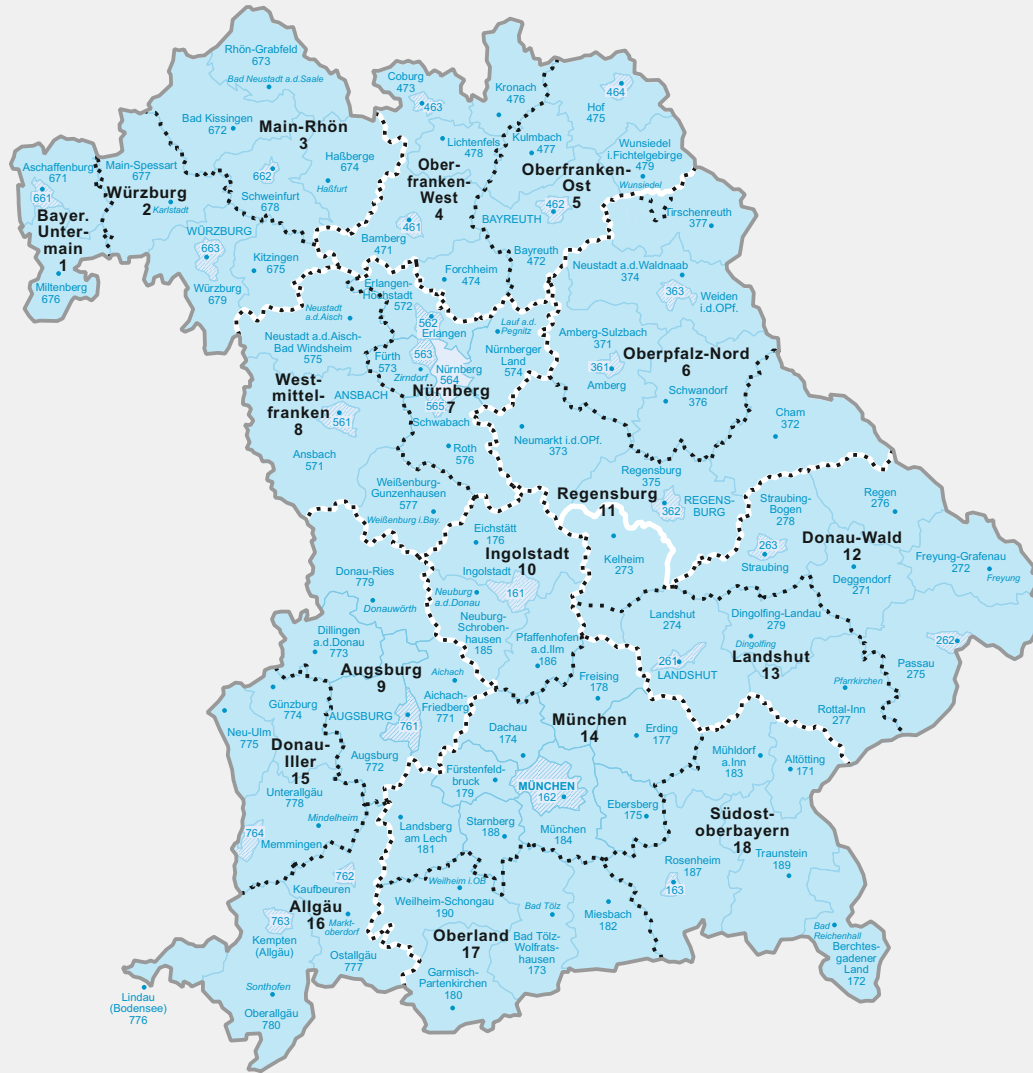 Rhön-Grabfeld
673
Bad Neustadt a.d.Saale
Coburg
473
463
Kronach
476
464
Hof
475
Bad Kissingen
672
Main-Rhön
3
Lichtenfels
478
Kulmbach
477
Wunsiedel
i.Fichtelgebirge
479
Wunsiedel
Aschaffenburg
671
661
Main-Spessart
677
Karlstadt
Würzburg
2
662
Schweinfurt
678
Haßberge
674
Haßfurt
Ober-
franken-
West
4
Oberfranken-
Ost
5
Bayer.
Unter-
main
1
Miltenberg
676
WÜRZBURG
663
Würzburg
679
Kitzingen
675
461
Bamberg
471
462
BAYREUTH
Bayreuth
472
Tirschenreuth
377
Forchheim
474
Erlangen-
Höchstadt
572
Neustadt a.d.Waldnaab
374
363
Weiden
i.d.OPf.
Neustadt
a.d.Aisch
Neustadt a.d.Aisch-
Bad Windsheim
575
562
Erlangen
Lauf a.d.
Pegnitz
Nürnberger
Land
574
Amberg-Sulzbach
371
361
Amberg
Oberpfalz-Nord
6
Fürth
573
Zirndorf
563
Nürnberg
564
Nürnberg
7
565
Schwabach
Schwandorf
376
West-
mittel-
franken
8
ANSBACH
561
Ansbach
571
Roth
576
Neumarkt i.d.OPf.
373
Cham
372
Weißenburg-
Gunzenhausen
577
Weißenburg i.Bay.
Regensburg
375
362
REGENS-
BURG
Regensburg
11
Straubing-
Bogen
278
263
Straubing
Regen
276
Eichstätt
176
Ingolstadt
10
Kelheim
273
Donau-Wald
12
Deggendorf
271
Freyung-Grafenau
272
Freyung
Donau-Ries
779
Donauwörth
Ingolstadt
161
Neuburg
a.d.Donau
Neuburg-
Schroben-
hausen
185
Pfaffenhofen
a.d.Ilm
186
Landshut
274
261
LANDSHUT
Dingolfing-Landau
279
Dingolfing
Landshut
13
262
Passau
275
Dillingen
a.d.Donau
773
Augsburg
9
Aichach
Aichach-
Friedberg
771
Freising
178
Pfarrkirchen
Rottal-Inn
277
Günzburg
774
Neu-Ulm
775
AUGSBURG
761
Augsburg
772
Donau-
Iller
15
Dachau
174
München
14
Erding
177
Mühldorf
a.Inn
183
Altötting
171
Unterallgäu
778
Mindelheim
764
Memmingen
Fürstenfeld-
bruck
179
MÜNCHEN
162
München
184
Ebersberg
175
Landsberg
am Lech
181
Starnberg
188
Südost-
oberbayern
18
Rosenheim
187
163
Traunstein
189
762
Kaufbeuren
Allgäu
16
763
Kempten
(Allgäu)
Markt-
oberdorf
Ostallgäu
777
Weilheim i.OB
Weilheim-Schongau
190
Oberland
17
Bad Tölz
Bad Tölz-
Wolfrats-
hausen
173
Miesbach
182
Bad
Reichenhall
Berchtes-
gadener
Land
172
Garmisch-
Partenkirchen
180
Lindau
(Bodensee)
776
Sonthofen
Oberallgäu
780